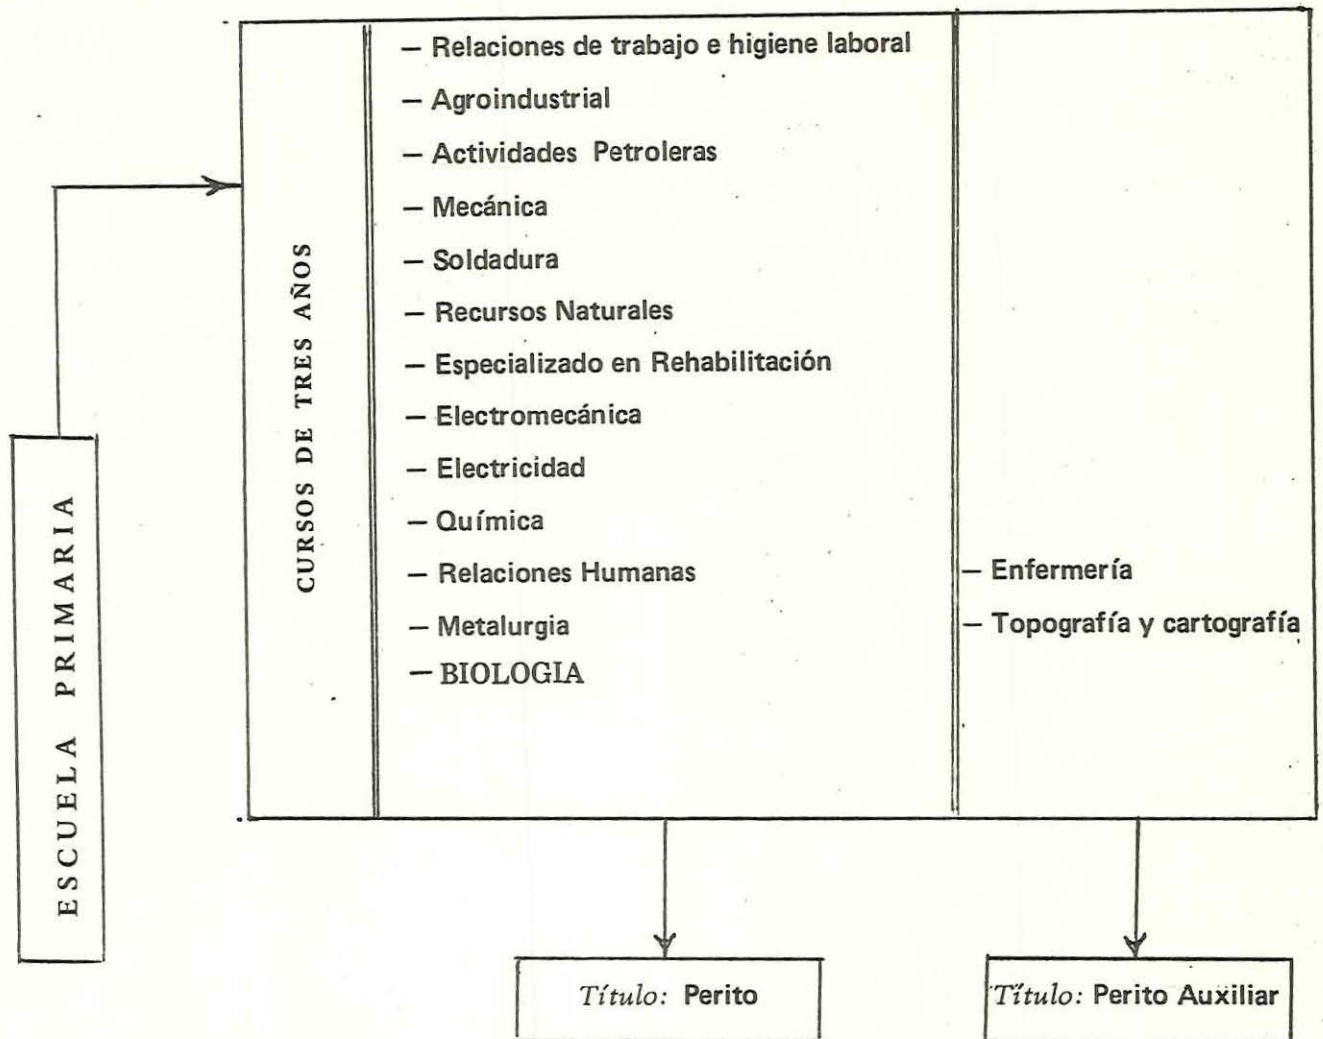 ESCUELA PRIMARIA
CURSOS DE TRES AÑOS
— Relaciones de trabajo e higiene laboral
— Agroindustrial
— Actividades Petroleras
— Mecánica
— Soldadura
— Recursos Naturales
— Especializado en Rehabilitación
— Electromecánica
— Electricidad
— Química
— Relaciones Humanas
— Metalurgia
— BIOLOGIA
— Enfermería
— Topografía y cartografía
Título: Perito
Título: Perito Auxiliar